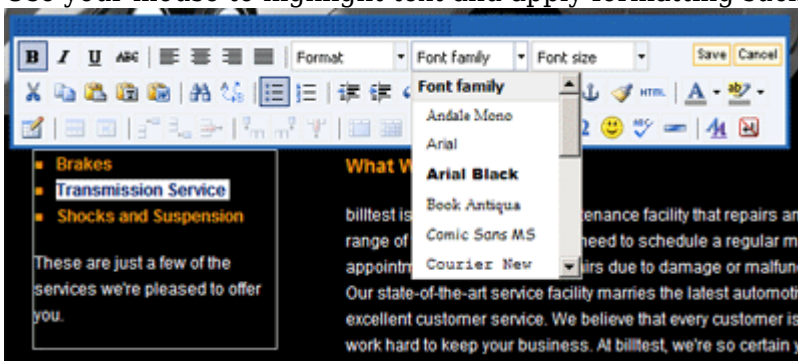 Use your mouse to highlight text and apply formatting such
B I U ABC Format Font family Font size Save Cancel
HTML A ab
Font family
Andale Mono
Arial
Arial Black
Book Antiqua
Comic Sans MS
Courier New
Brakes
Transmission Service
Shocks and Suspension
These are just a few of the
services we're pleased to offer
you.
What W
billtest is enance facility that repairs an
range of need to schedule a regular m
appointm irs due to damage or malfun
Our state-of-the-art service facility marries the latest automoti
excellent customer service. We believe that every customer is
work hard to keep your business. At billtest, we're so certain y